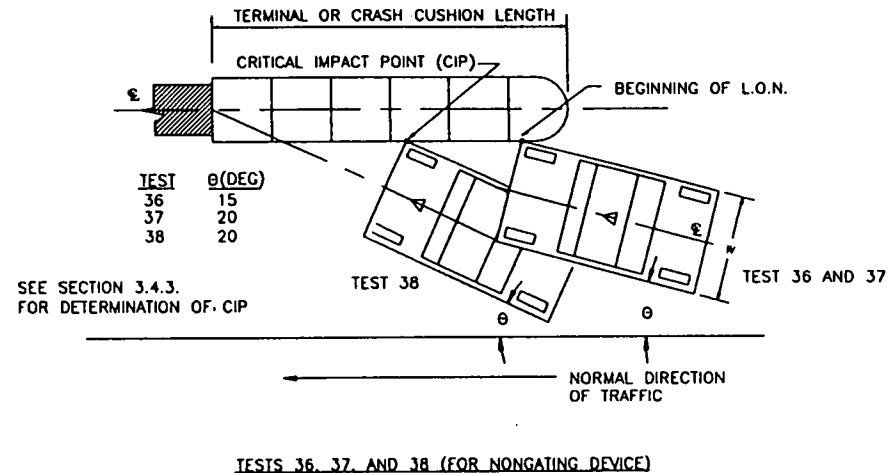 TERMINAL OR CRASH CUSHION LENGTH
CRITICAL IMPACT POINT (CIP)
BEGINNING OF L.O.N.
℄
TEST θ(DEG)
36 15
37 20
38 20
℄
W
TEST 36 AND 37
TEST 38
SEE SECTION 3.4.3.
FOR DETERMINATION OF. CIP
θ
θ
NORMAL DIRECTION
OF TRAFFIC
TESTS 36, 37, AND 38 (FOR NONGATING DEVICE)